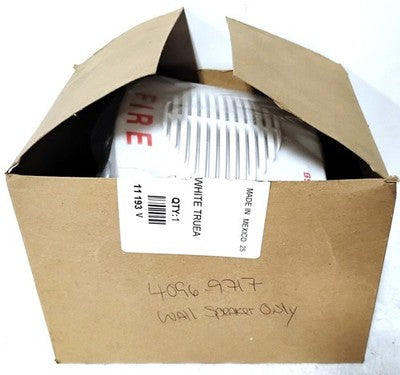 FIRE
WHITE TRUEA
QTY:1
11193 V
MADE IN MEXICO 25
4096-9717
Wall Speaker Only